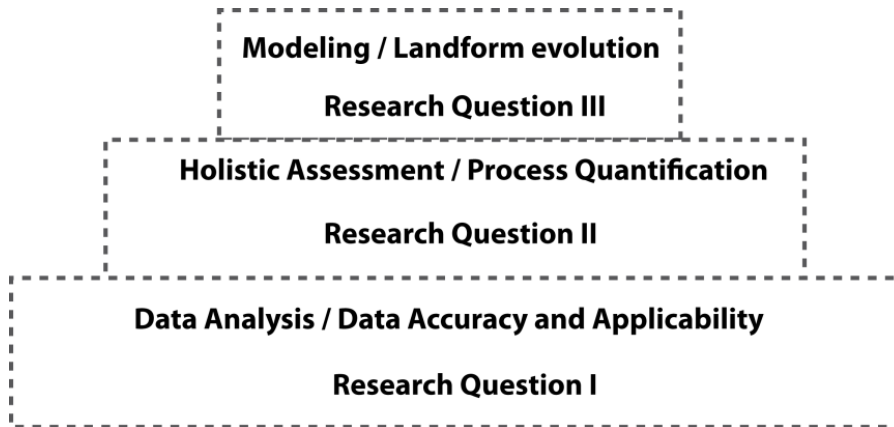 Modeling / Landform evolution
Research Question III
Holistic Assessment / Process Quantification
Research Question II
Data Analysis / Data Accuracy and Applicability
Research Question I